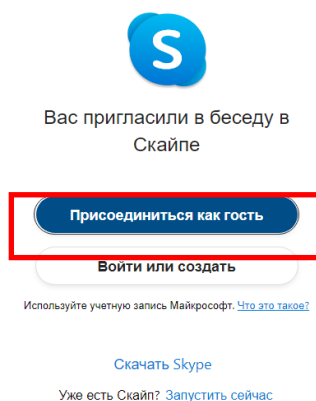 S
Вас пригласили в беседу в
Скайпе
Присоединиться как гость
Войти или создать
Используйте учетную запись Майкрософт. Что это такое?
Скачать Skype
Уже есть Скайп? Запустить сейчас